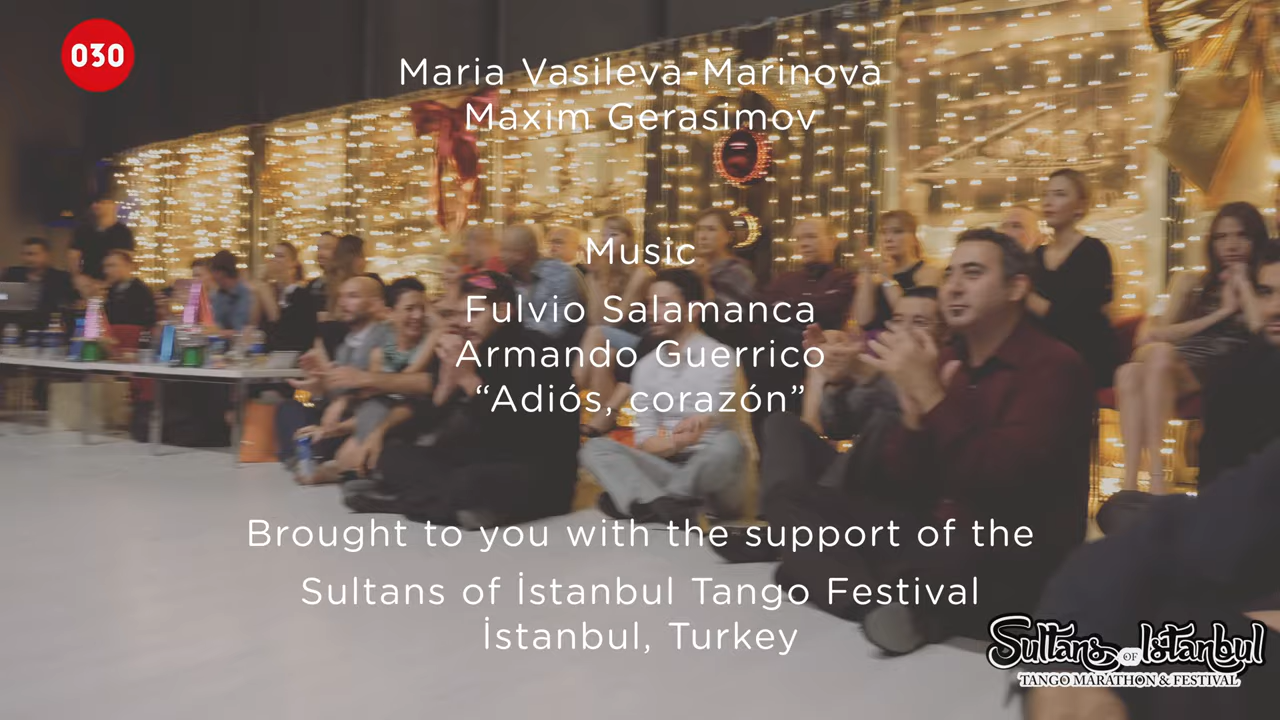 030
Maria Vasileva-Marinova
Maxim Gerasimov
Music
Fulvio Salamanca
Armando Guerrico
“Adiós, corazón”
Brought to you with the support of the
Sultans of İstanbul Tango Festival
İstanbul, Turkey
Sultans OF Istanbul
TANGO MARATHON & FESTIVAL